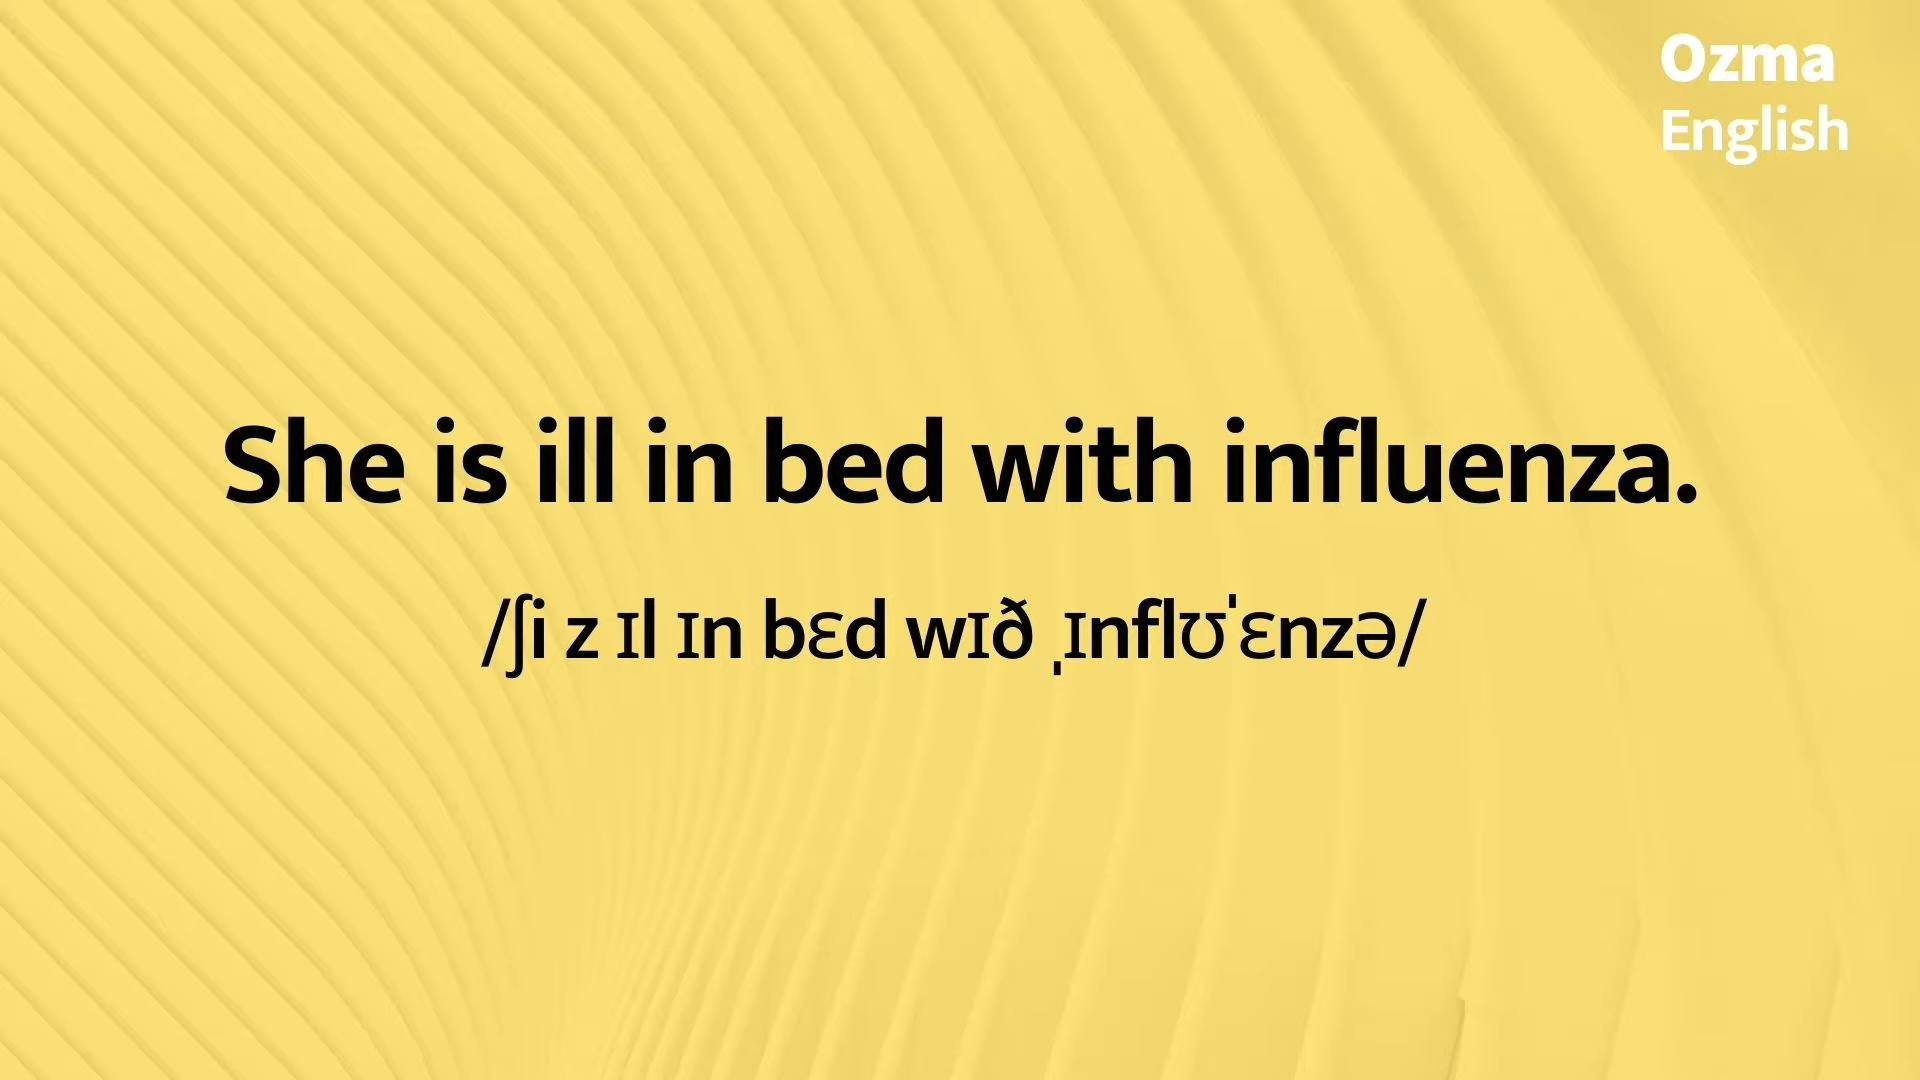 Ozma
English
She is ill in bed with influenza.
/ʃi z ɪl ɪn bɛd wɪð ˌɪnflʊˈɛnzə/